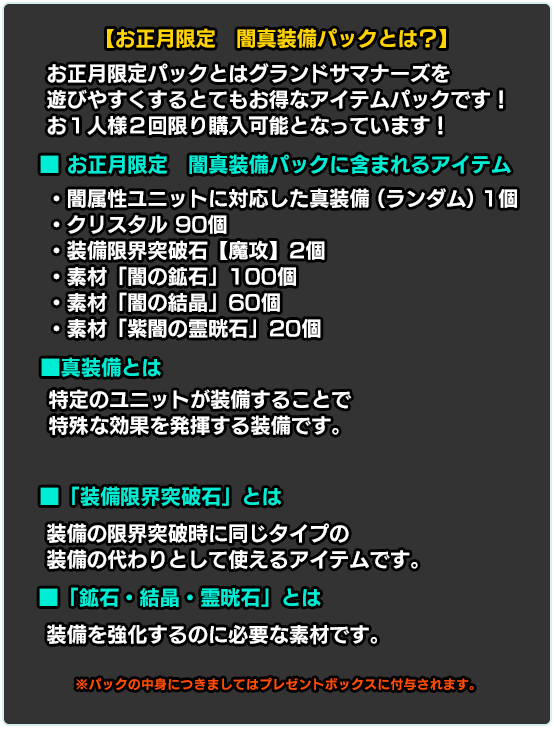 【お正月限定　闇真装備パックとは？】
お正月限定パックとはグランドサマナーズを
遊びやすくするとてもお得なアイテムパックです！
お１人様２回限り購入可能となっています！
■ お正月限定　闇真装備パックに含まれるアイテム
・闇属性ユニットに対応した真装備（ランダム）1個
・クリスタル 90個
・装備限界突破石【魔攻】2個
・素材「闇の鉱石」100個
・素材「闇の結晶」60個
・素材「紫闇の霊晄石」20個
■真装備とは
特定のユニットが装備することで
特殊な効果を発揮する装備です。
■「装備限界突破石」とは
装備の限界突破時に同じタイプの
装備の代わりとして使えるアイテムです。
■「鉱石・結晶・霊晄石」とは
装備を強化するのに必要な素材です。
※パックの中身につきましてはプレゼントボックスに付与されます。